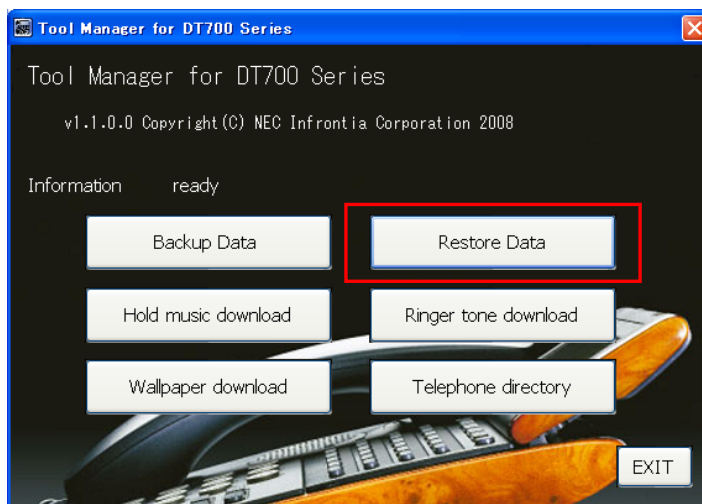 Tool Manager for DT700 Series
Tool Manager for DT700 Series
v1.1.0.0 Copyright(C) NEC Infrontia Corporation 2008
Information ready
Backup Data Restore Data
Hold music download Ringer tone download
Wallpaper download Telephone directory
EXIT